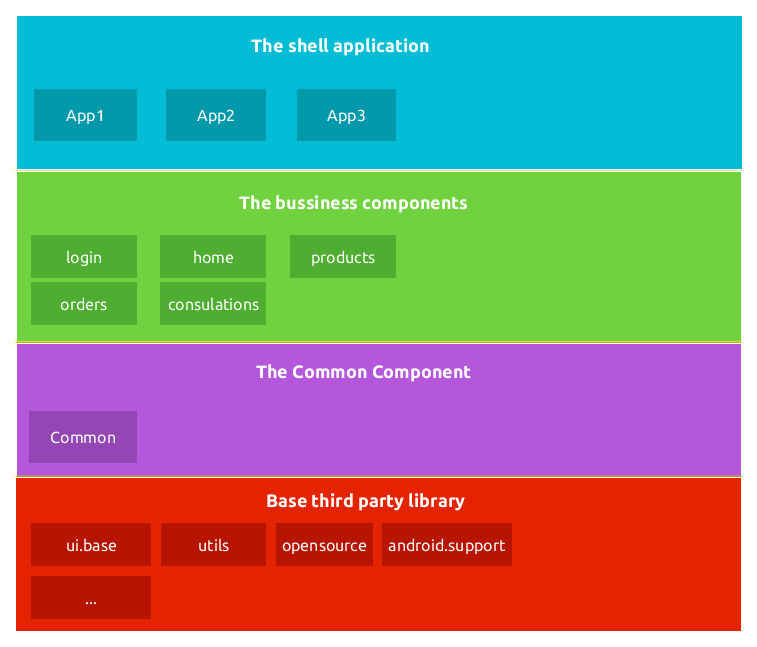 The shell application
App1 App2 App3
The bussiness components
login home products
orders consulations
The Common Component
Common
Base third party library
ui.base utils opensource android.support
...